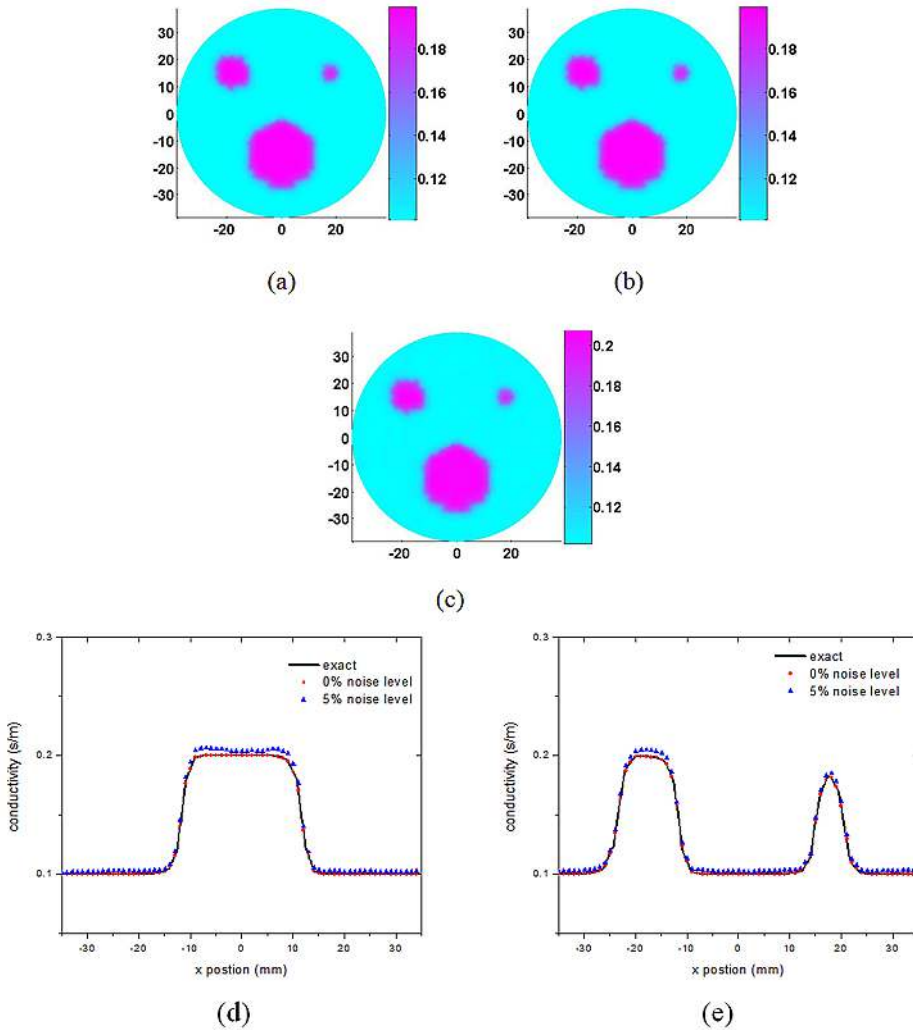 30
20
10
0
-10
-20
-30
-20 0 20
0.18
0.16
0.14
0.12
(a)
30
20
10
0
-10
-20
-30
-20 0 20
0.18
0.16
0.14
0.12
(b)
30
20
10
0
-10
-20
-30
-20 0 20
0.2
0.18
0.16
0.14
0.12
(c)
0.3
0.2
0.1
conductivity (s/m)
exact
0% noise level
5% noise level
-30 -20 -10 0 10 20 30
x postion (mm)
(d)
0.3
0.2
0.1
conductivity (s/m)
exact
0% noise level
5% noise level
-30 -20 -10 0 10 20 30
x postion (mm)
(e)